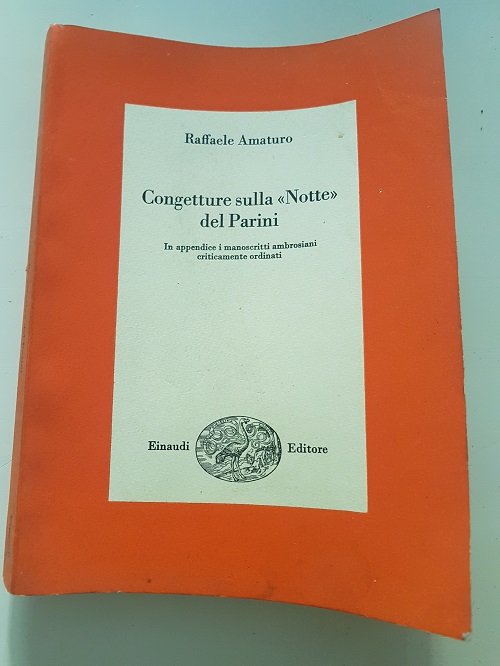 Raffaele Amaturo
Congetture sulla «Notte»
del Parini
In appendice i manoscritti ambrosiani
criticamente ordinati
Einaudi Editore